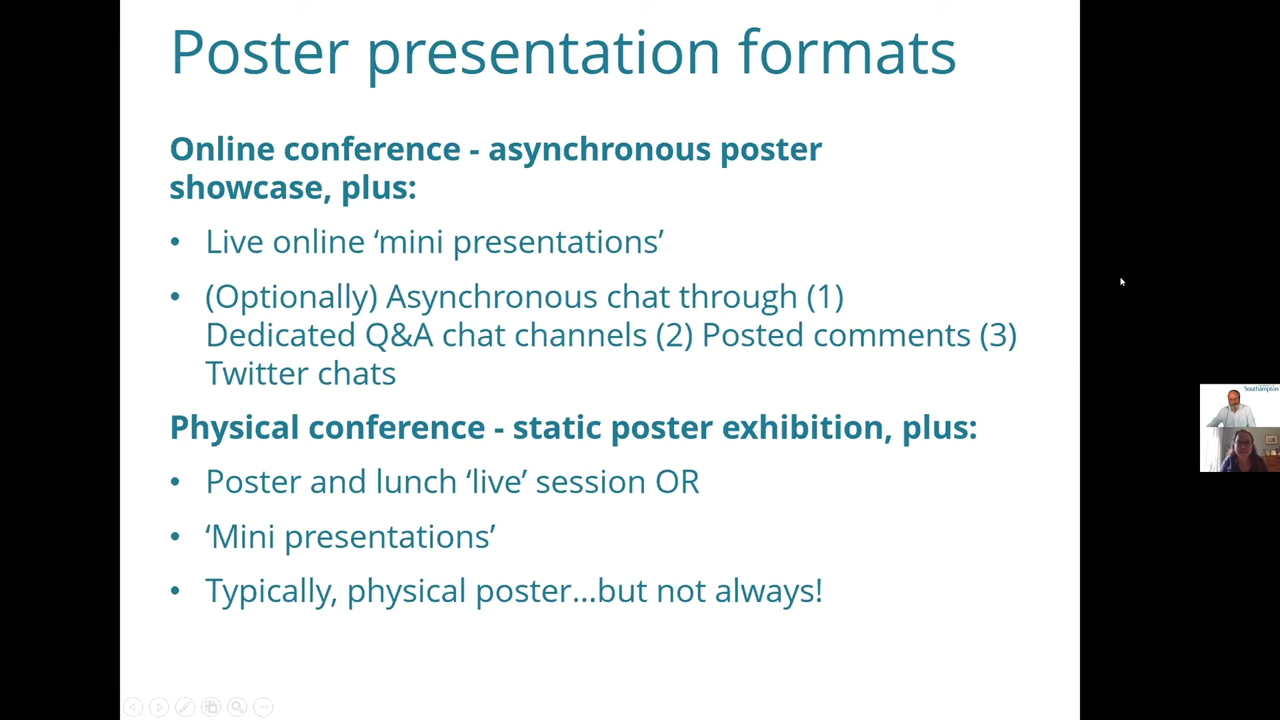 Poster presentation formats
Online conference - asynchronous poster
showcase, plus:
• Live online ‘mini presentations’
• (Optionally) Asynchronous chat through (1)
Dedicated Q&A chat channels (2) Posted comments (3)
Twitter chats
Physical conference - static poster exhibition, plus:
• Poster and lunch ‘live’ session OR
• ‘Mini presentations’
• Typically, physical poster...but not always!
Southampton